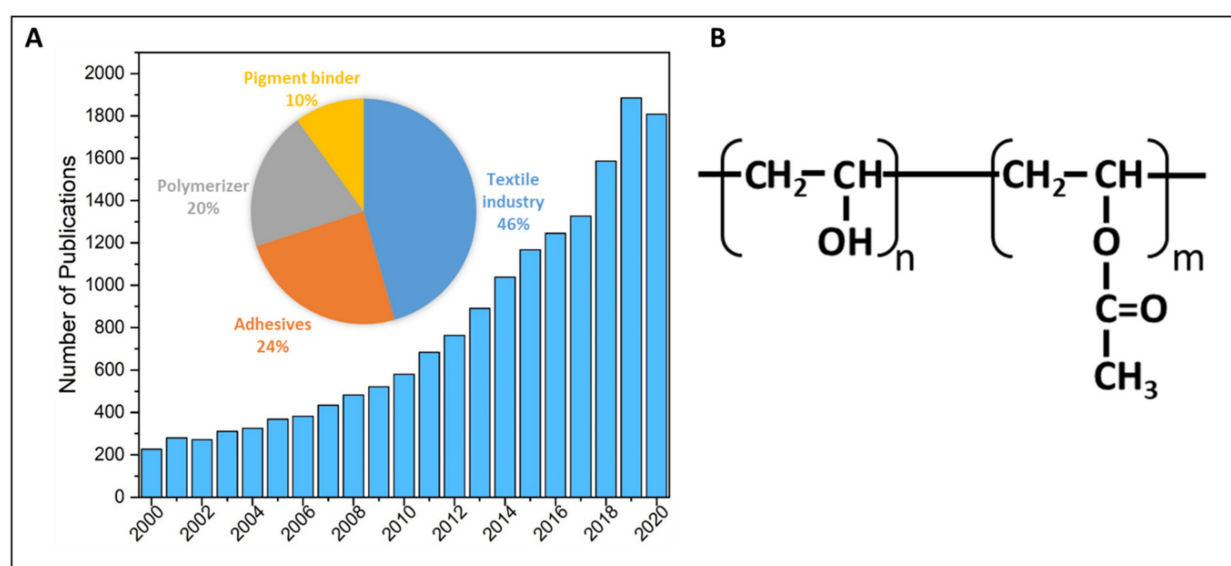 A
B
2000
1800
1600
1400
1200
1000
800
600
400
200
0
Number of Publications
Pigment binder
10%
Polymerizer
20%
Textile
industry
46%
Adhesives
24%
2000
2002
2004
2006
2008
2010
2012
2014
2016
2018
2020
CH₂ CH CH₂ CH
OH n O m
C=O
CH₃